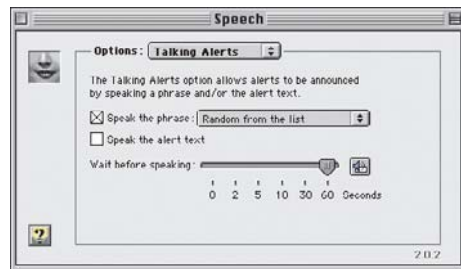 Speech
Options: Talking Alerts
The Talking Alerts option allows alerts to be announced
by speaking a phrase and/or the alert text.
Speak the phrase: Random from the list
Speak the alert text
Wait before speaking:
0 2 5 10 30 60 Seconds
?
2.0.2